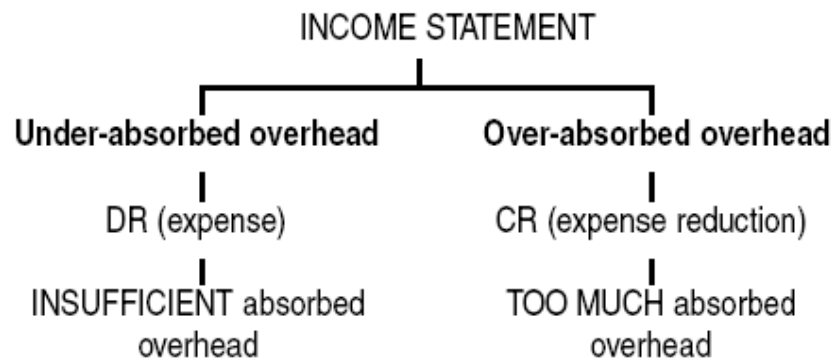 INCOME STATEMENT
Under-absorbed overhead
Over-absorbed overhead
DR (expense)
CR (expense reduction)
INSUFFICIENT absorbed
overhead
TOO MUCH absorbed
overhead